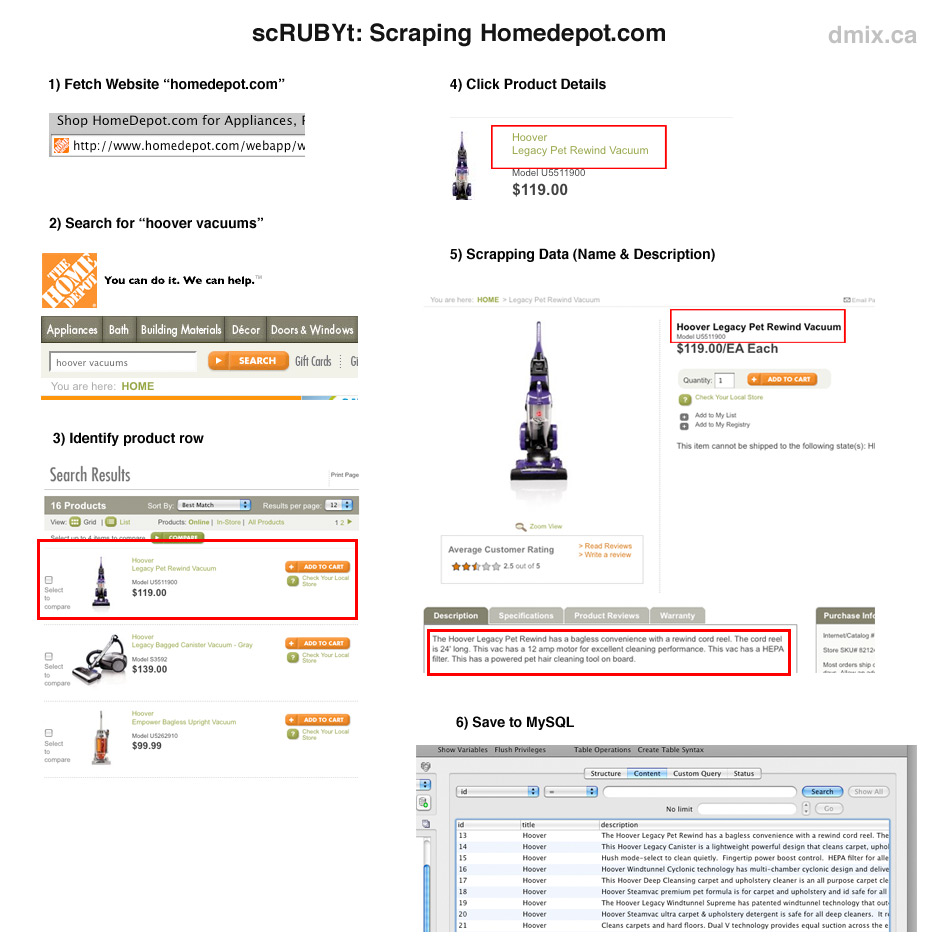 scRUBYt: Scraping Homedepot.com
dmix.ca
1) Fetch Website “homedepot.com”
Shop HomeDepot.com for Appliances,
http://www.homedepot.com/webapp/w
2) Search for “hoover vacuums”
THE HOME DEPOT
You can do it. We can help.™
Appliances Bath Building Materials Décor Doors & Windows
hoover vacuums SEARCH Gift Cards
You are here: HOME
3) Identify product row
Search Results
Print Page
16 Products Sort By: Best Match Results per page: 12
View: Grid | List Products: Online | In-Store | All Products 1 2
Select up to 4 items to compare COMPARE
Hoover
Legacy Pet Rewind Vacuum
Model U5511900
$119.00
Select
to
compare
ADD TO CART
Check Your Local
Store
Hoover
Legacy Bagged Canister Vacuum - Gray
Model S3592
$139.00
Select
to
compare
ADD TO CART
Check Your Local
Store
Hoover
Empower Bagless Upright Vacuum
Model U5262910
$99.99
Select
to
compare
ADD TO CART
Check Your Local
Store
4) Click Product Details
Hoover
Legacy Pet Rewind Vacuum
Model U5511900
$119.00
5) Scrapping Data (Name & Description)
You are here: HOME > Legacy Pet Rewind Vacuum
Email Pa
Hoover Legacy Pet Rewind Vacuum
Model U5511900
$119.00/EA Each
Quantity: 1 ADD TO CART
Check Your Local Store
Add to My List
Add to My Registry
This item cannot be shipped to the following state(s): HI
Zoom View
Average Customer Rating
2.5 out of 5
> Read Reviews
> Write a review
Description Specifications Product Reviews Warranty
The Hoover Legacy Pet Rewind has a bagless convenience with a rewind cord reel. The cord reel
is 24' long. This vac has a 12 amp motor for excellent cleaning performance. This vac has a HEPA
filter. This has a powered pet hair cleaning tool on board.
Purchase Info
Internet/Catalog #
Store SKU# 8212
Most orders ship
6) Save to MySQL
Show Variables Flush Privileges Table Operations Create Table Syntax
Structure Content Custom Query Status
id = Search Show All
No limit Go
id title description
13 Hoover The Hoover Legacy Pet Rewind has a bagless convenience with a rewind cord reel. The
14 Hoover This Hoover Legacy Canister is a lightweight powerful design that cleans carpet, uphol
15 Hoover Hush mode-select to clean quietly. Fingertip power boost control. HEPA filter for alle
16 Hoover Hoover Windtunnel Cyclonic technology has multi-chamber cyclonic design and delive
17 Hoover This Hoover Deep Cleansing carpet and upholstery cleaner is an all purpose carpet cle
18 Hoover Hoover Steamvac premium pet formula is for carpet and upholstery and id safe for all
19 Hoover The Hoover Legacy Windtunnel Supreme has patented windtunnel technology that out
20 Hoover Hoover Steamvac ultra carpet & upholstery detergent is safe for all deep cleaners. It r
21 Hoover Cleans carpets and hard floors. Dual V technology provides equal suction across the e